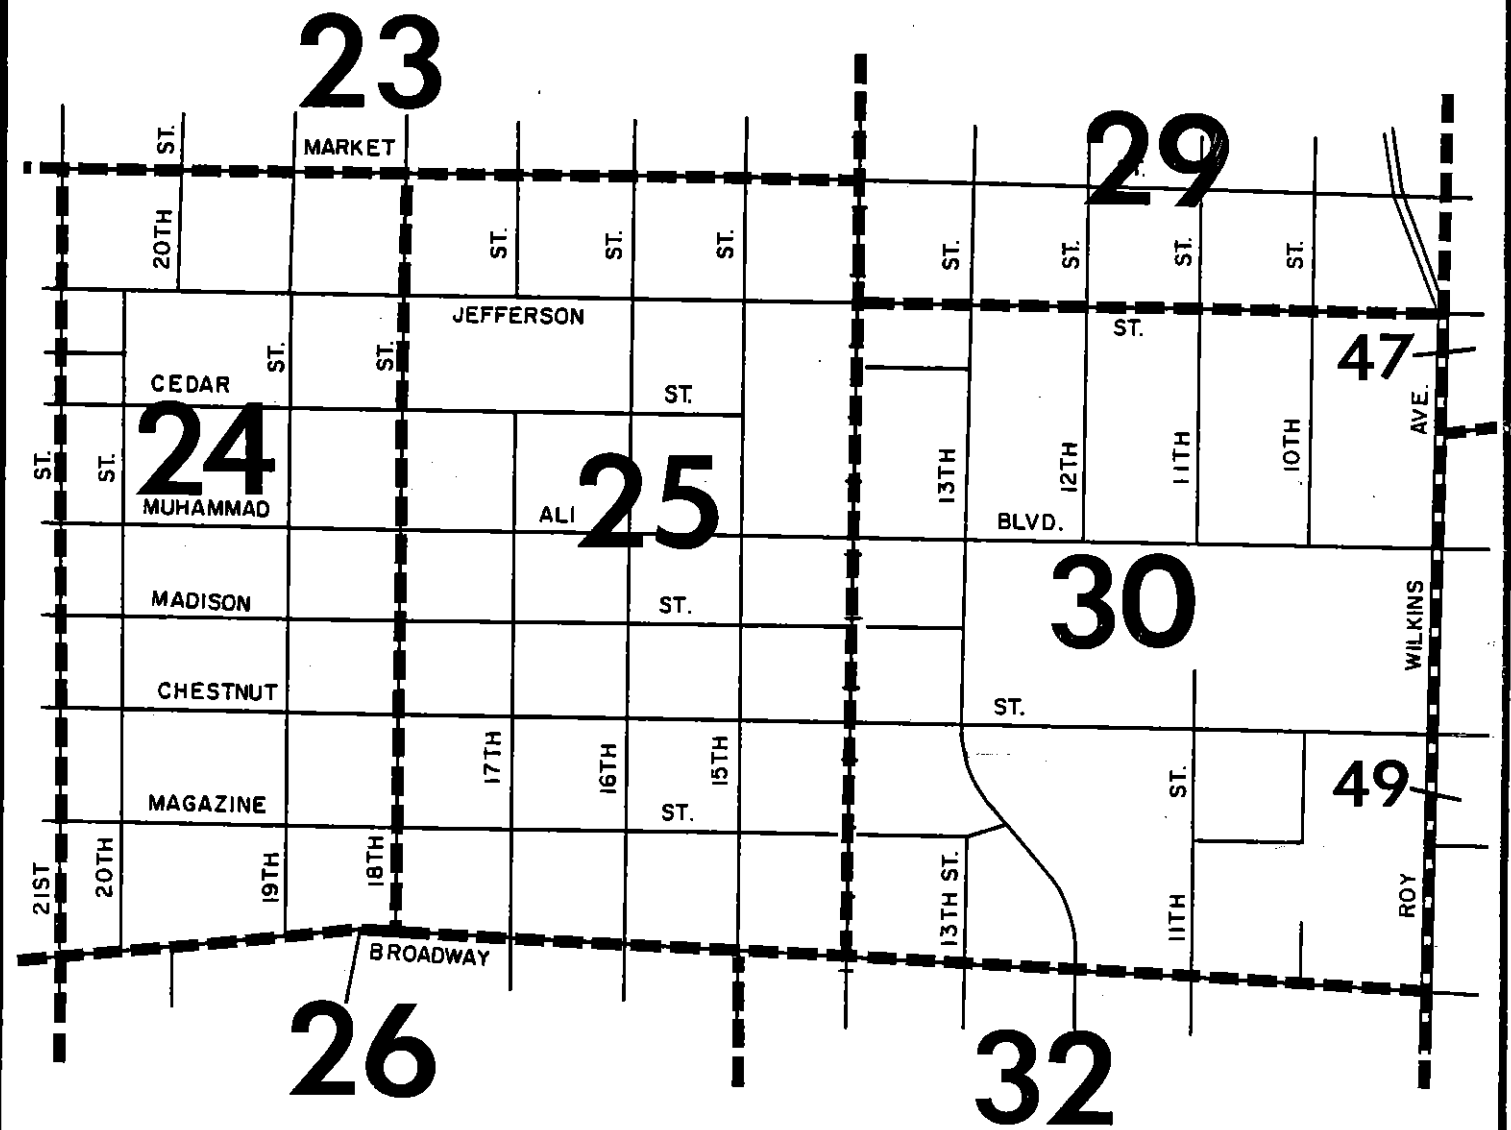 23
29
MARKET
ST.
20TH
ST.
ST.
ST.
ST.
ST.
ST.
ST.
JEFFERSON
ST.
47
ST.
ST.
CEDAR
ST.
AVE.
24
25
ST.
ST.
13TH
12TH
11TH
10TH
MUHAMMAD
ALI
BLVD.
30
MADISON
ST.
WILKINS
CHESTNUT
ST.
17TH
16TH
15TH
ST.
49
MAGAZINE
ST.
21ST
20TH
19TH
18TH
13TH ST.
11TH
ROY
BROADWAY
26
32